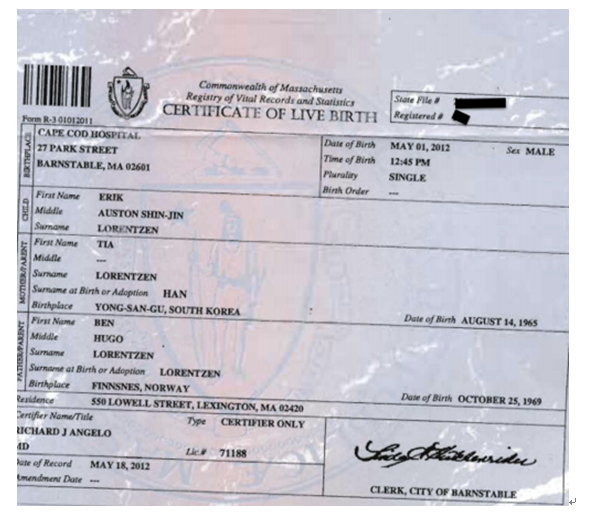 Commonwealth of Massachusetts
Registry of Vital Records and Statistics
CERTIFICATE OF LIVE BIRTH
State File #
Registered #
Form R-3 01012011
BIRTHPLACE
CAPE COD HOSPITAL
27 PARK STREET
BARNSTABLE, MA 02601
Date of Birth MAY 01, 2012 Sex MALE
Time of Birth 12:45 PM
Plurality SINGLE
Birth Order ---
CHILD
First Name ERIK
Middle AUSTON SHIN-JIN
Surname LORENTZEN
MOTHER/PARENT
First Name TIA
Middle ---
Surname LORENTZEN
Surname at Birth or Adoption HAN
Birthplace YONG-SAN-GU, SOUTH KOREA Date of Birth AUGUST 14, 1965
FATHER/PARENT
First Name BEN
Middle HUGO
Surname LORENTZEN
Surname at Birth or Adoption LORENTZEN
Birthplace FINNSNES, NORWAY Date of Birth OCTOBER 25, 1969
Residence 550 LOWELL STREET, LEXINGTON, MA 02420
Certifier Name/Title Type CERTIFIER ONLY
RICHARD J ANGELO
MD Lic.# 71188
Date of Record MAY 18, 2012
Amendment Date ---
CLERK, CITY OF BARNSTABLE